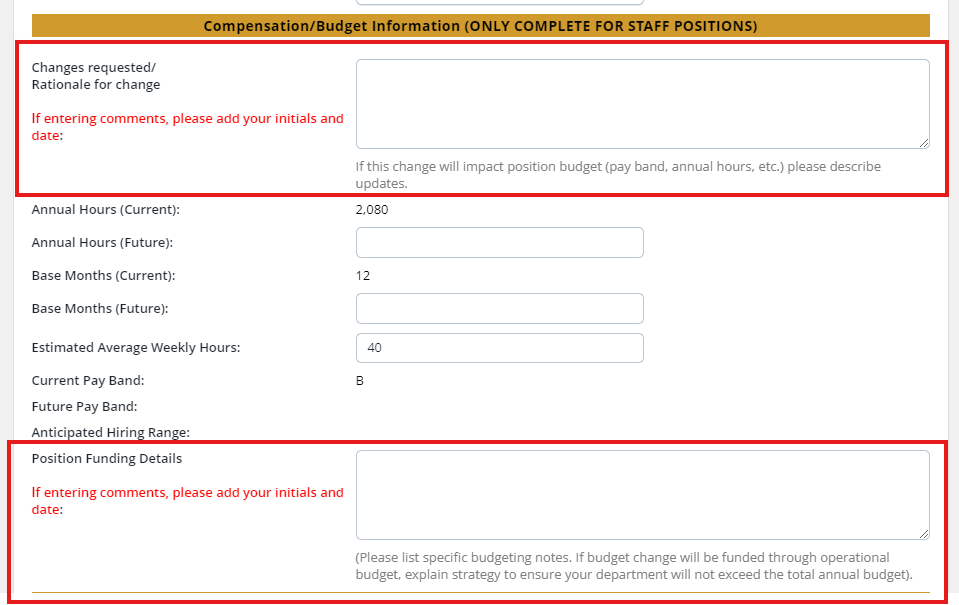 Compensation/Budget Information (ONLY COMPLETE FOR STAFF POSITIONS)
Changes requested/
Rationale for change
If entering comments, please add your initials and
date:
If this change will impact position budget (pay band, annual hours, etc.) please describe
updates.
Annual Hours (Current): 2,080
Annual Hours (Future):
Base Months (Current): 12
Base Months (Future):
Estimated Average Weekly Hours: 40
Current Pay Band: B
Future Pay Band:
Anticipated Hiring Range:
Position Funding Details
If entering comments, please add your initials and
date:
(Please list specific budgeting notes. If budget change will be funded through operational
budget, explain strategy to ensure your department will not exceed the total annual budget).